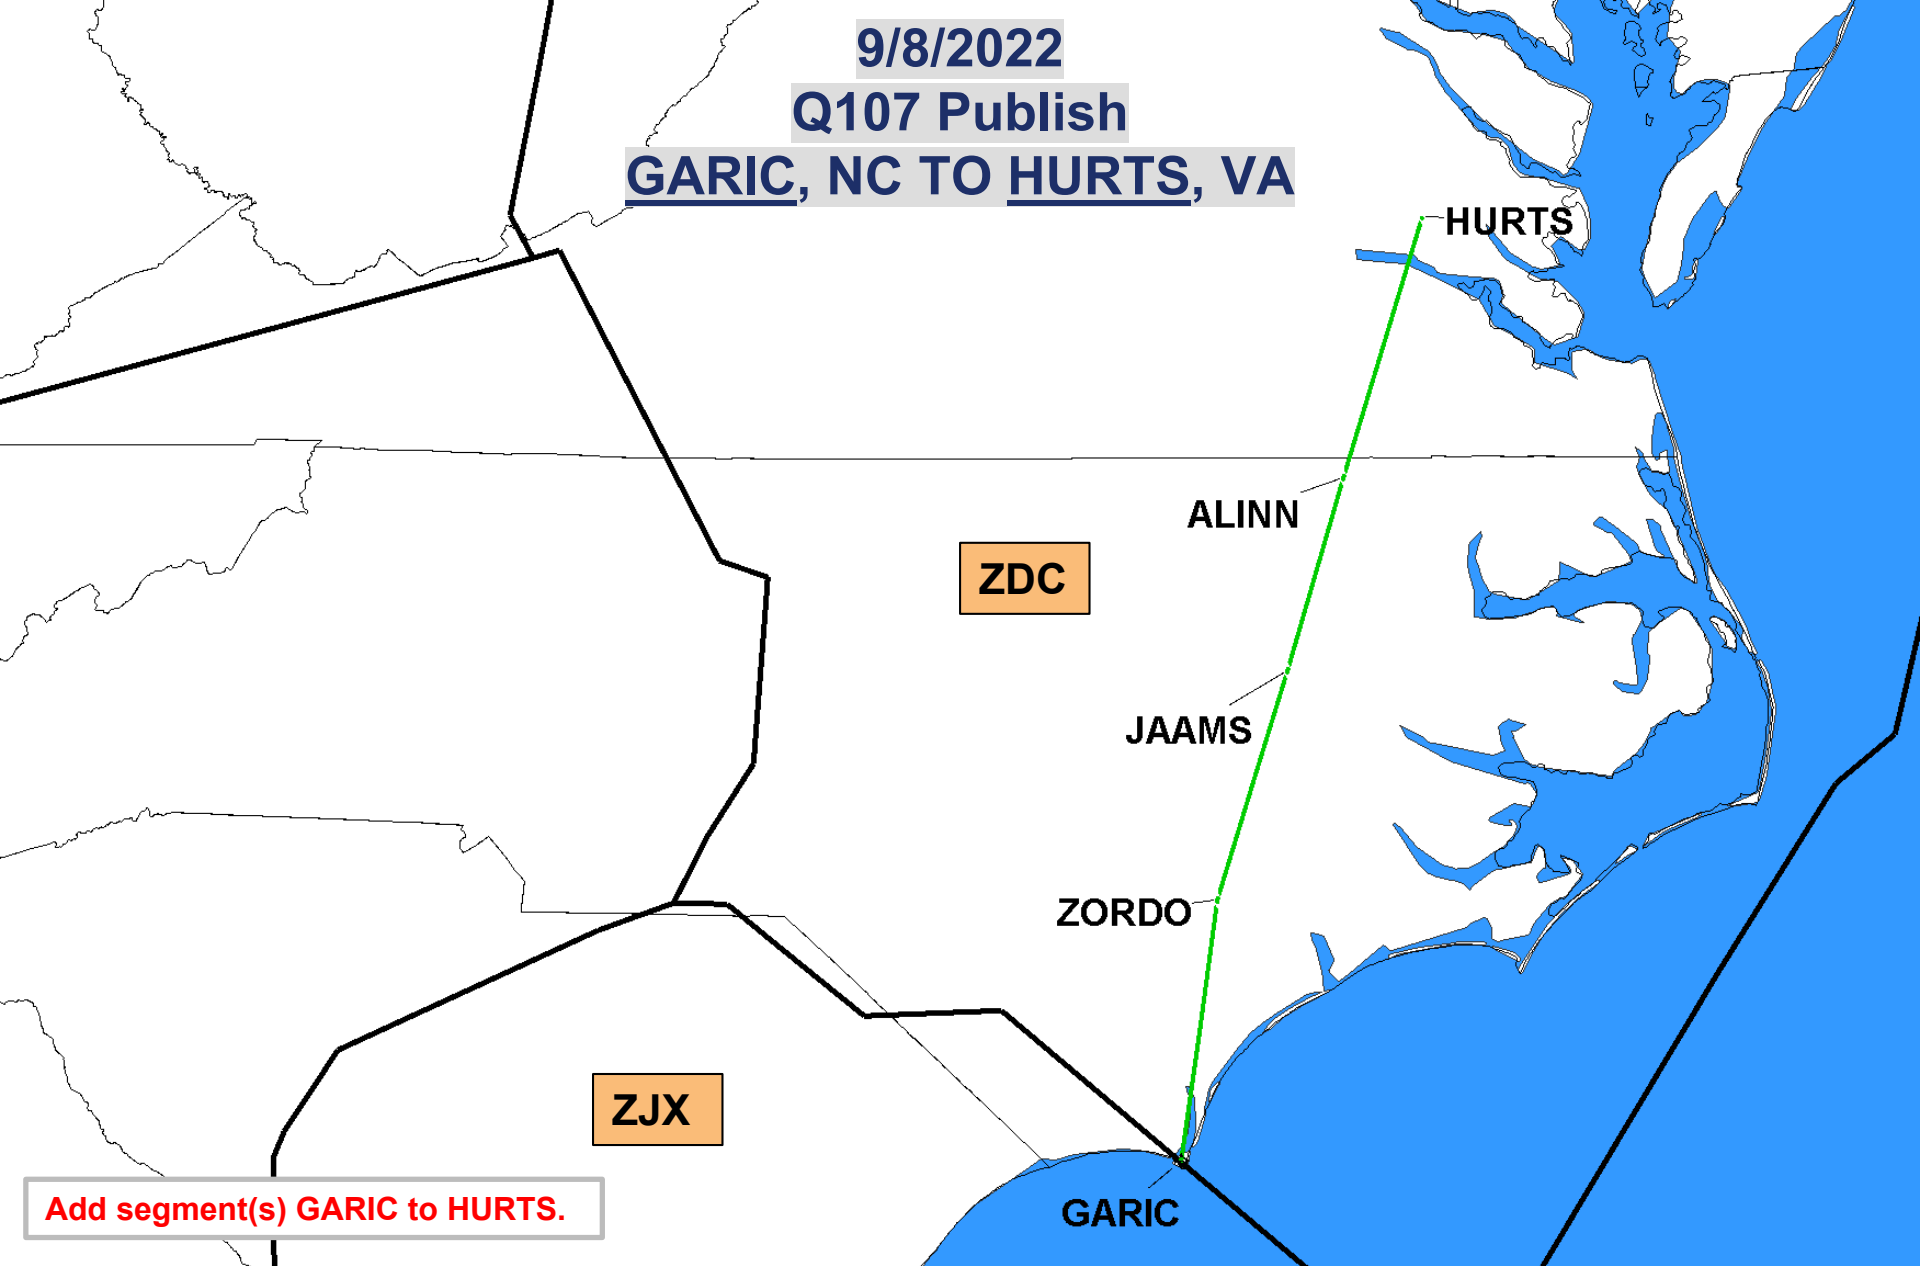 9/8/2022
Q107 Publish
GARIC, NC TO HURTS, VA
HURTS
ALINN
ZDC
JAAMS
ZORDO
ZJX
Add segment(s) GARIC to HURTS.
GARIC